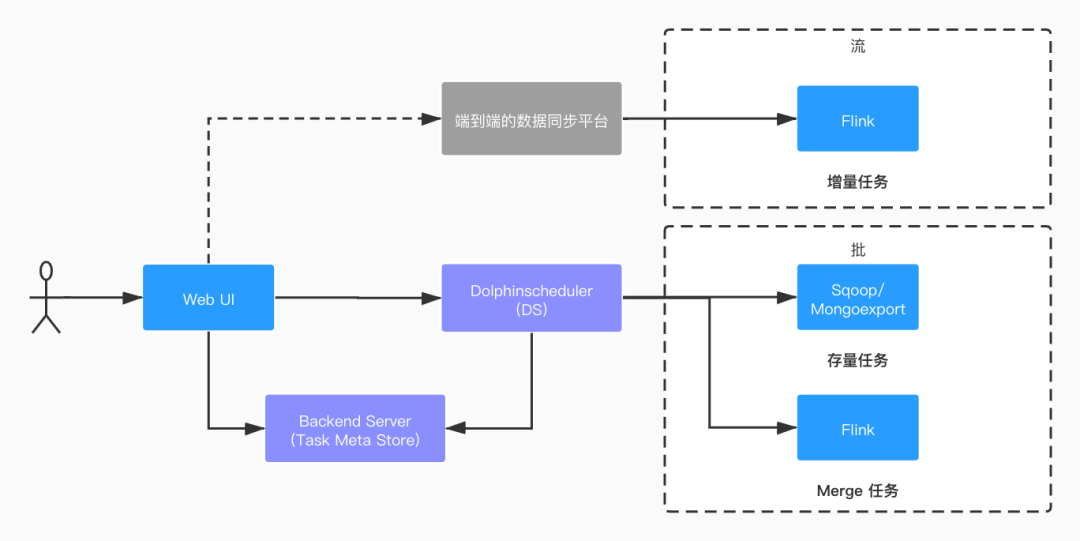 流
端到端的数据同步平台
Flink
增量任务
批
Web UI
Dolphinscheduler
(DS)
Sqoop/
Mongoexport
存量任务
Backend Server
(Task Meta Store)
Flink
Merge 任务